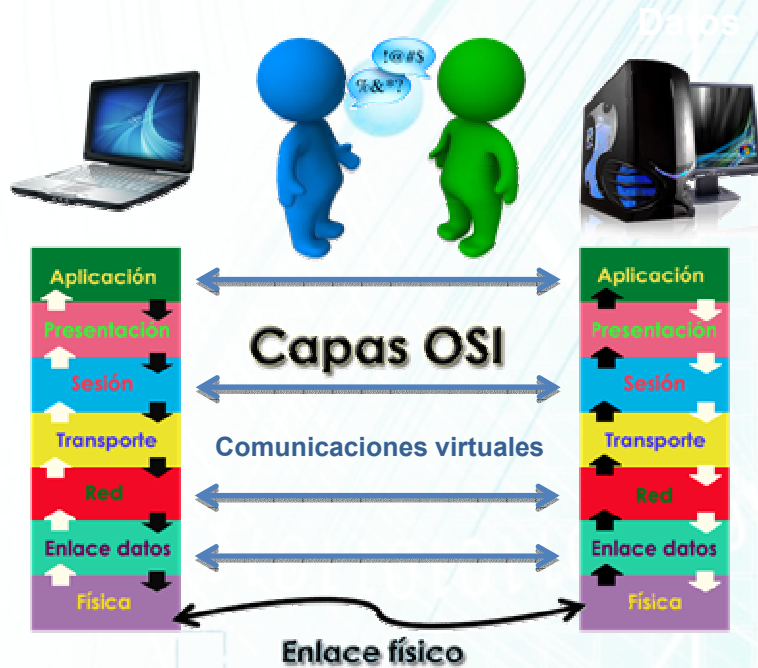 Datos
!@#$
%&*?
Aplicación
Presentación
Sesión
Transporte
Red
Enlace datos
Física
Capas OSI
Comunicaciones virtuales
Aplicación
Presentación
Sesión
Transporte
Red
Enlace datos
Física
Enlace físico